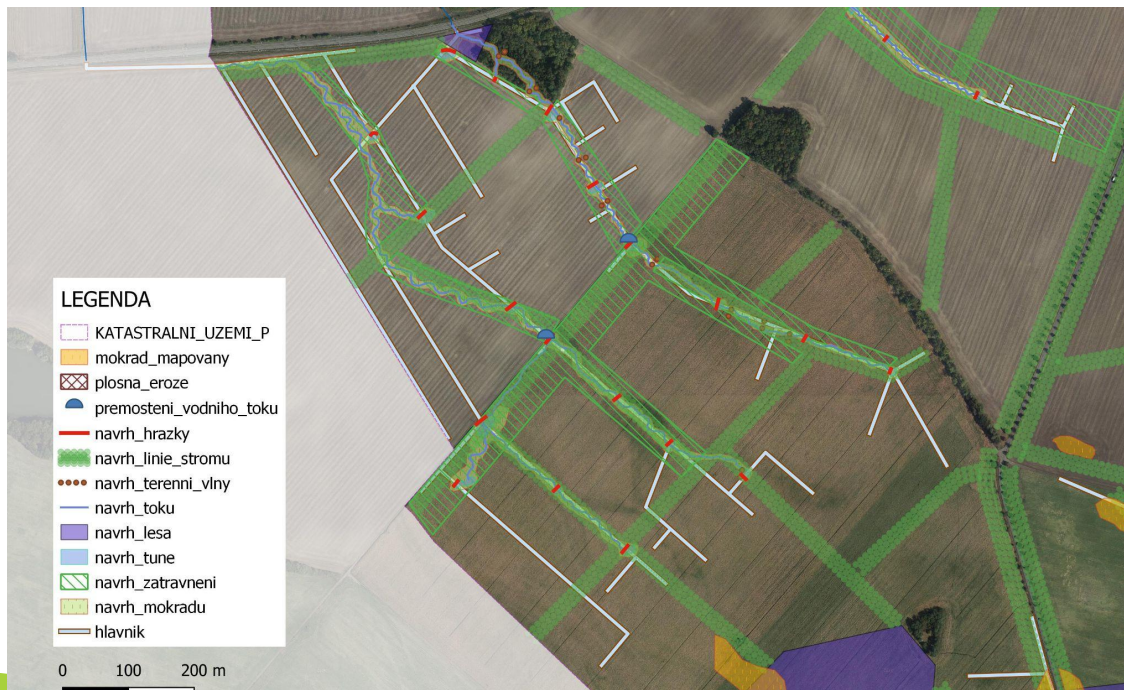 LEGENDA
KATASTRALNI_UZEMI_P
mokrad_mapovany
plosna_eroze
premosteni_vodniho_toku
navrh_hrazky
navrh_linie_stromu
navrh_terenni_vlny
navrh_toku
navrh_lesa
navrh_tune
navrh_zatravneni
navrh_mokradu
hlavnik
0 100 200 m